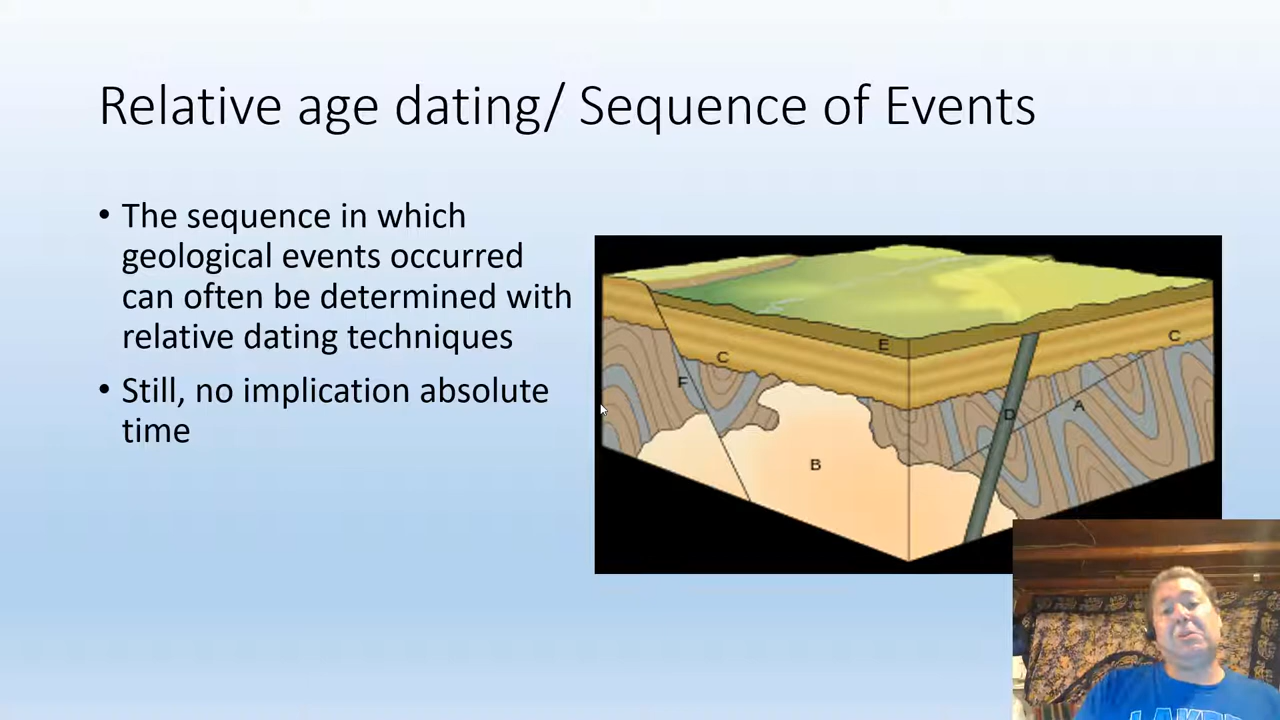 Relative age dating/ Sequence of Events
• The sequence in which
geological events occurred
can often be determined with
relative dating techniques
• Still, no implication absolute
time
E
C
C
F
A
D
B